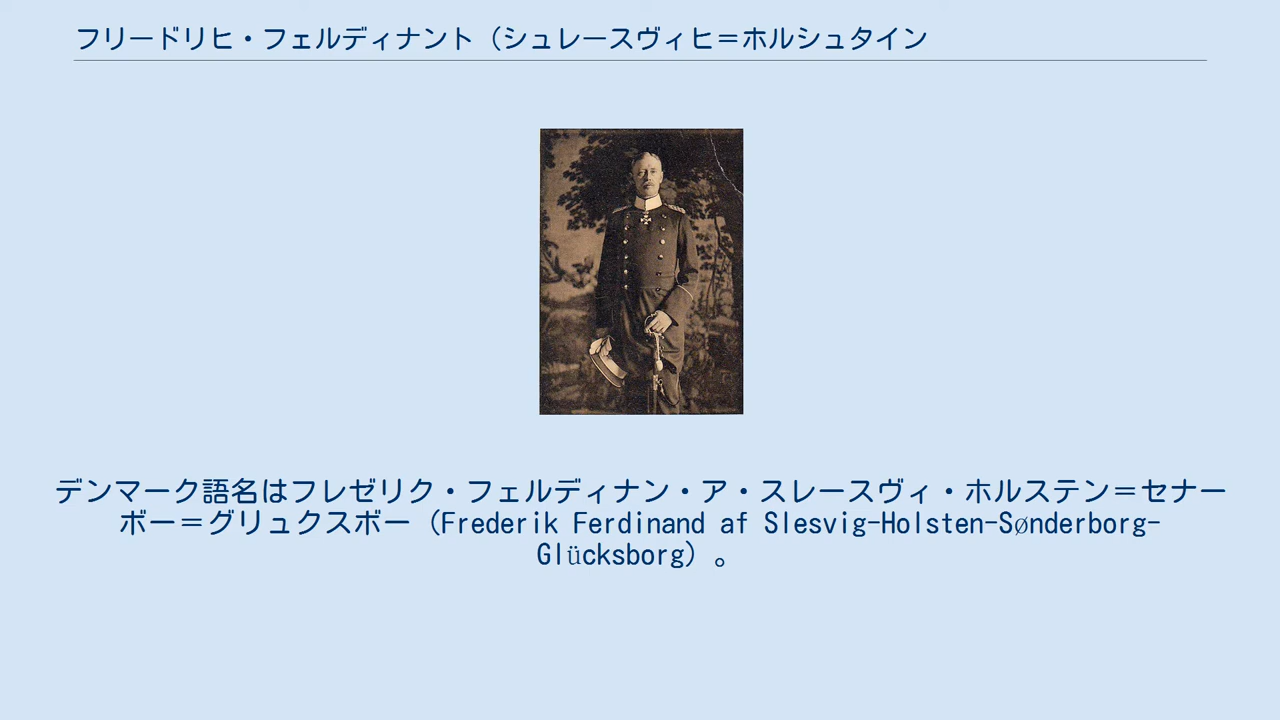 フリードリヒ・フェルディナント（シュレースヴィヒ＝ホルシュタイン
デンマーク語名はフレゼリク・フェルディナン・ア・スレースヴィ・ホルステン＝セナー
ボー＝グリュクスボー（Frederik Ferdinand af Slesvig-Holsten-Sønderborg-
Glücksborg）。